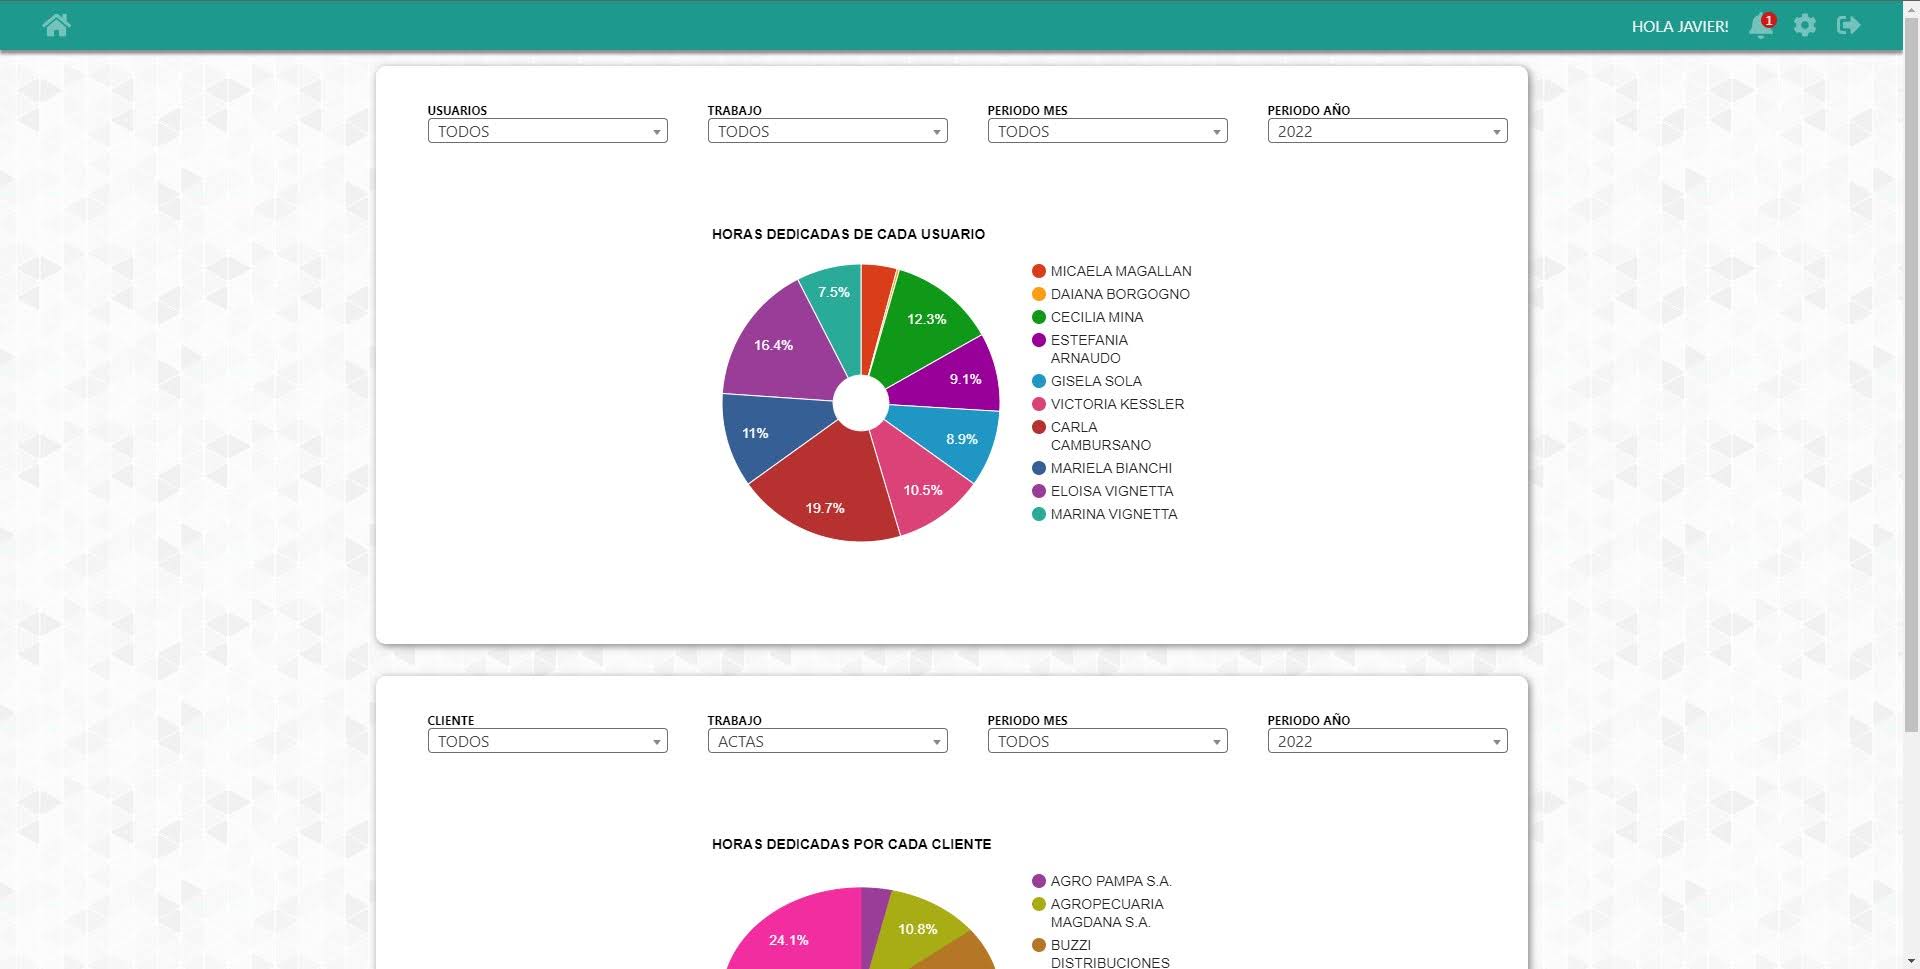 HOLA JAVIER!
1
USUARIOS
TRABAJO
PERIODO MES
PERIODO AÑO
TODOS
TODOS
TODOS
2022
HORAS DEDICADAS DE CADA USUARIO
7.5%
12.3%
16.4%
9.1%
11%
8.9%
10.5%
19.7%
MICAELA MAGALLAN
DAIANA BORGOGNO
CECILIA MINA
ESTEFANIA
ARNAUDO
GISELA SOLA
VICTORIA KESSLER
CARLA
CAMBURSANO
MARIELA BIANCHI
ELOISA VIGNETTA
MARINA VIGNETTA
CLIENTE
TRABAJO
PERIODO MES
PERIODO AÑO
TODOS
ACTAS
TODOS
2022
HORAS DEDICADAS POR CADA CLIENTE
24.1%
10.8%
AGRO PAMPA S.A.
AGROPECUARIA
MAGDANA S.A.
BUZZI
DISTRIBUCIONES